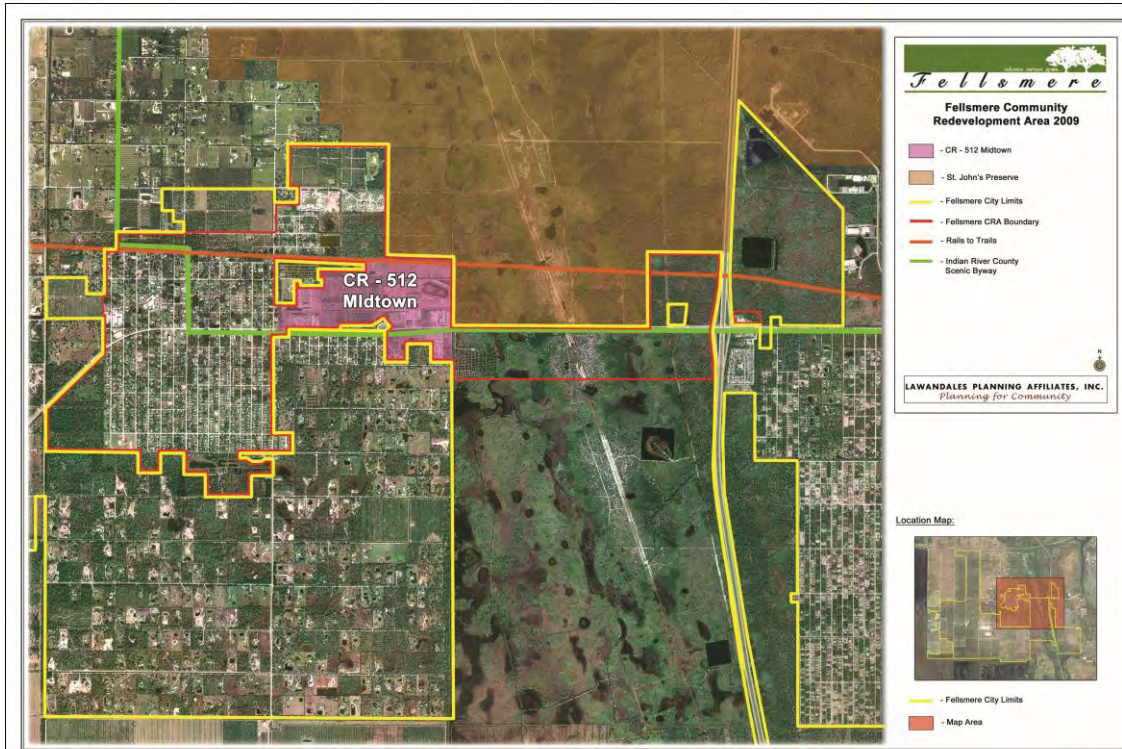 CR - 512
MIdtown
Fellsmere
Fellsmere Community
Redevelopment Area 2009
- CR - 512 Midtown
- St. John's Preserve
- Fellsmere City Limits
- Fellsmere CRA Boundary
- Rails to Trails
- Indian River County
Scenic Byway
N
LAWANDALES PLANNING AFFILIATES, INC.
Planning for Community
Location Map:
- Fellsmere City Limits
- Map Area